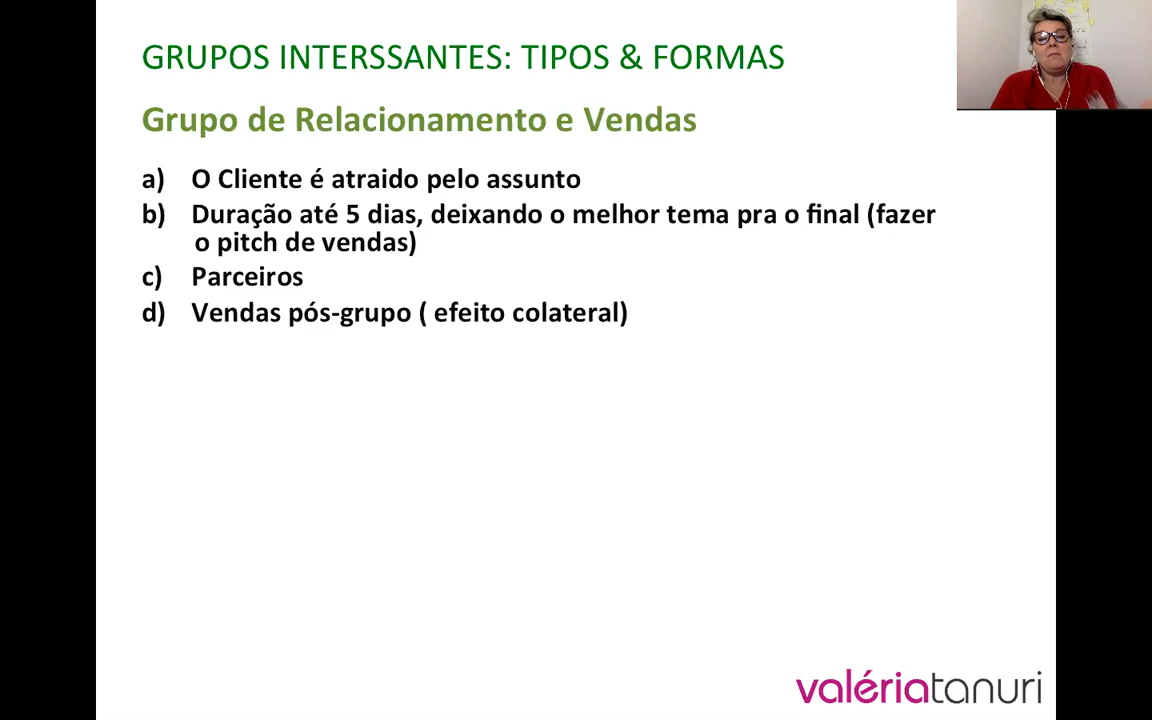 GRUPOS INTERSSANTES: TIPOS & FORMAS
Grupo de Relacionamento e Vendas
a) O Cliente é atraido pelo assunto
b) Duração até 5 dias, deixando o melhor tema pra o final (fazer
o pitch de vendas)
c) Parceiros
d) Vendas pós-grupo ( efeito colateral)
valériatanuri